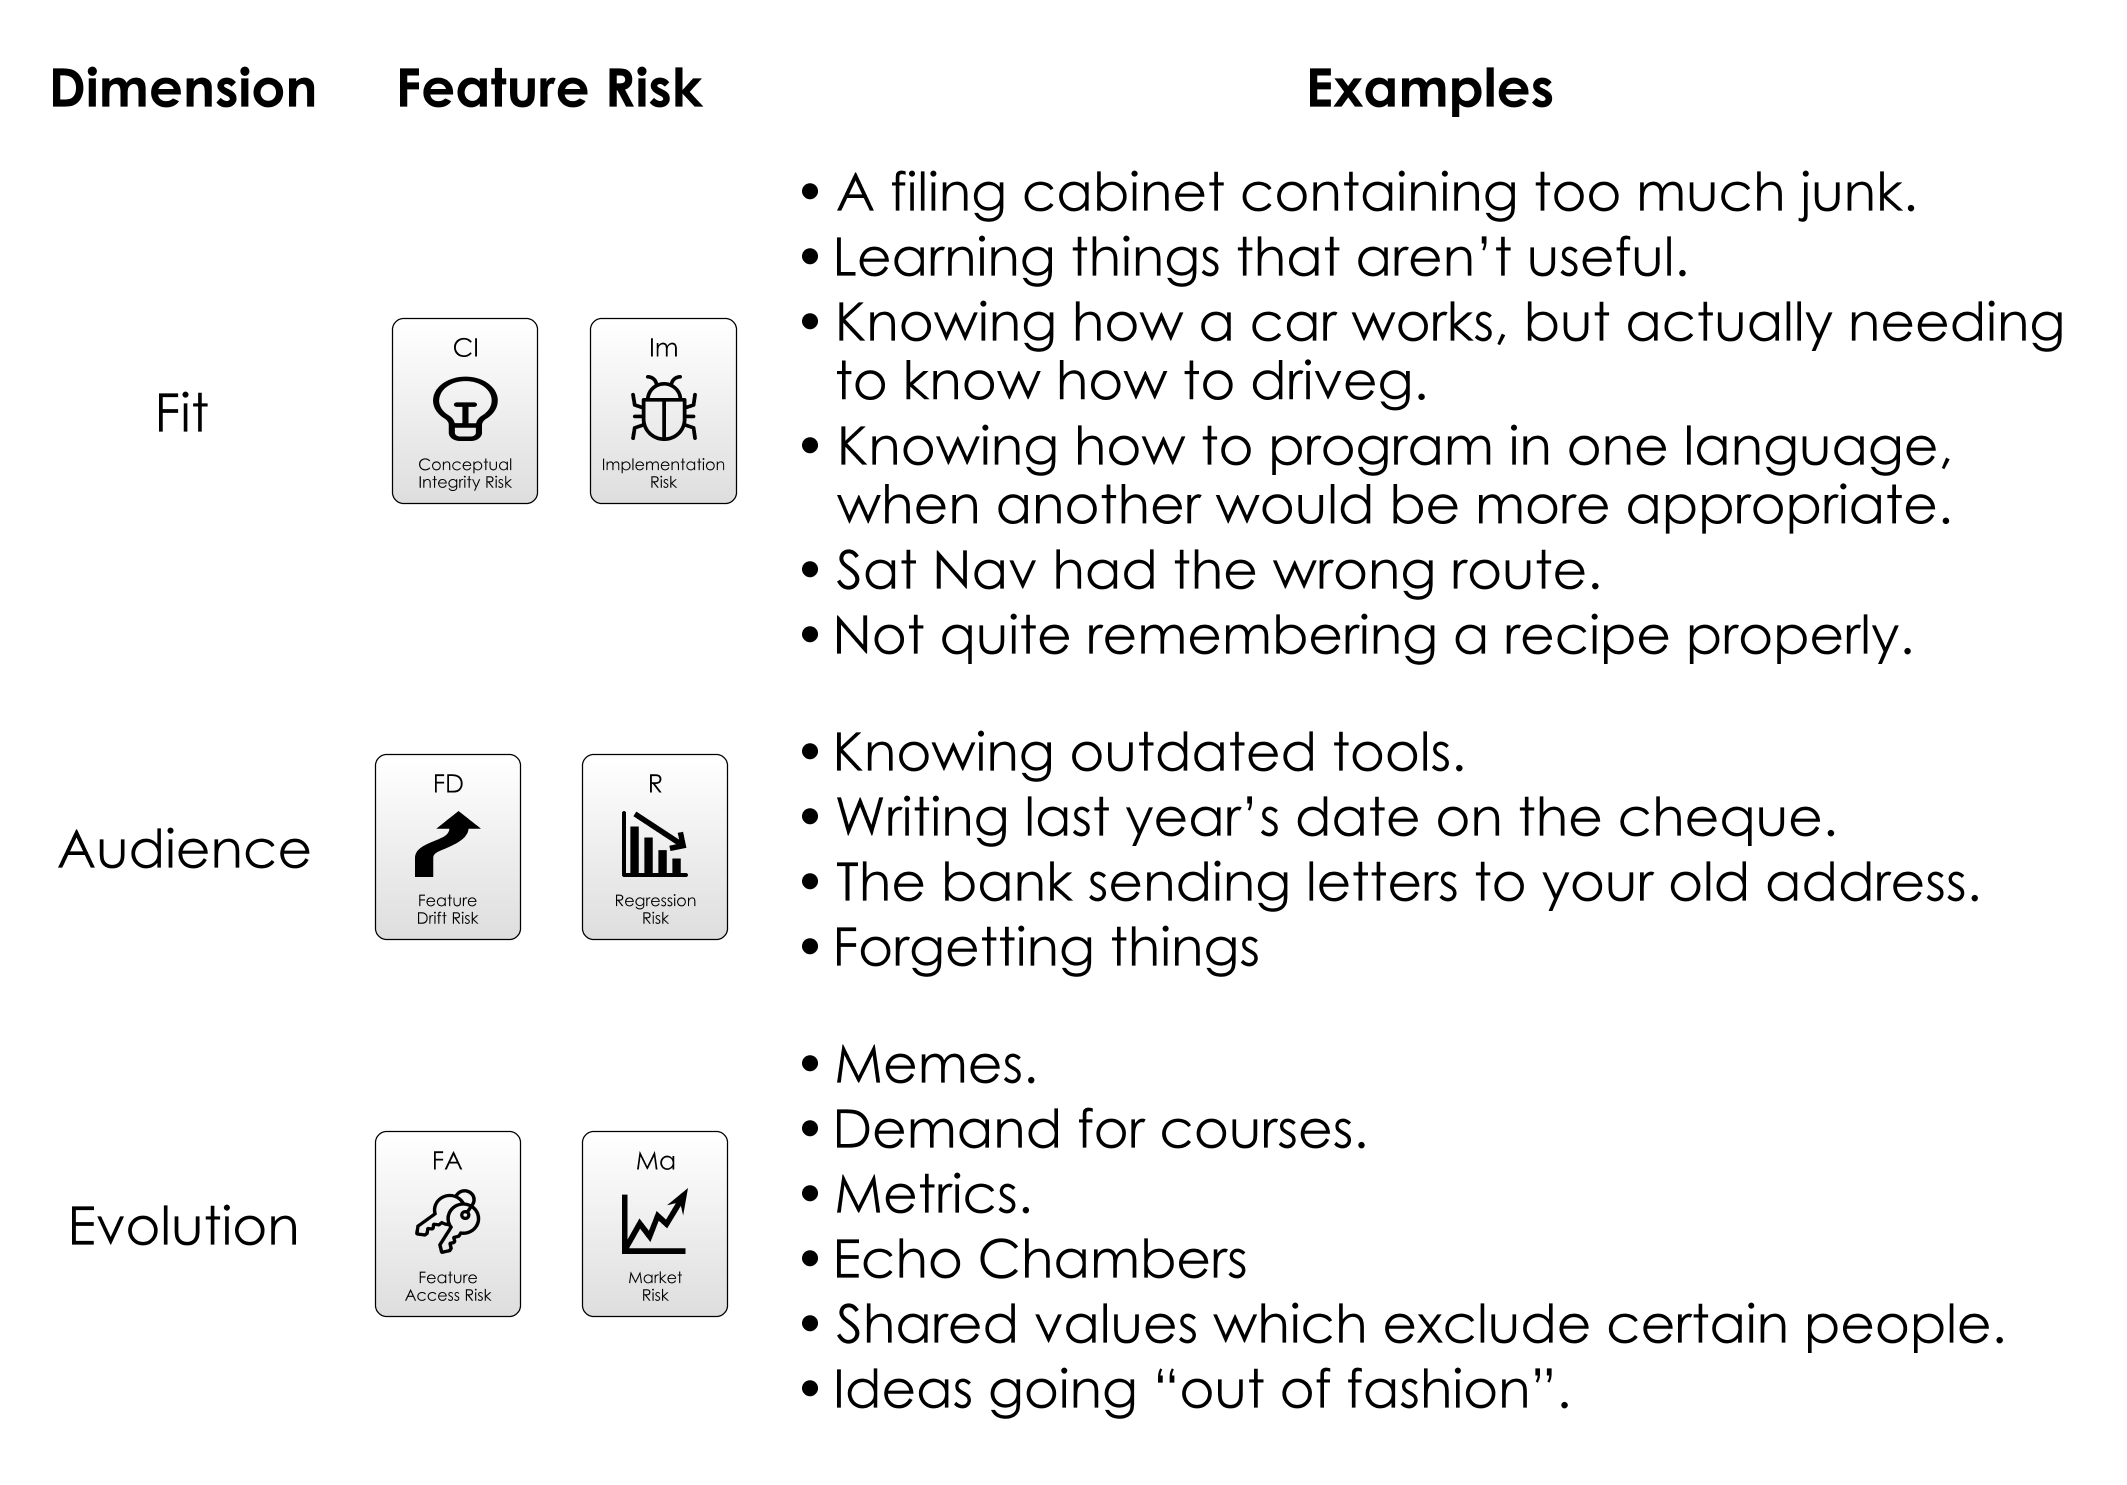 Dimension Feature Risk Examples
Fit
CI
Conceptual
Integrity Risk
Im
Implementation
Risk
• A filing cabinet containing too much junk.
• Learning things that aren’t useful.
• Knowing how a car works, but actually needing
to know how to driveg.
• Knowing how to program in one language,
when another would be more appropriate.
• Sat Nav had the wrong route.
• Not quite remembering a recipe properly.
Audience
FD
Feature
Drift Risk
R
Regression
Risk
• Knowing outdated tools.
• Writing last year’s date on the cheque.
• The bank sending letters to your old address.
• Forgetting things
Evolution
FA
Feature
Access Risk
Ma
Market
Risk
• Memes.
• Demand for courses.
• Metrics.
• Echo Chambers
• Shared values which exclude certain people.
• Ideas going “out of fashion”.